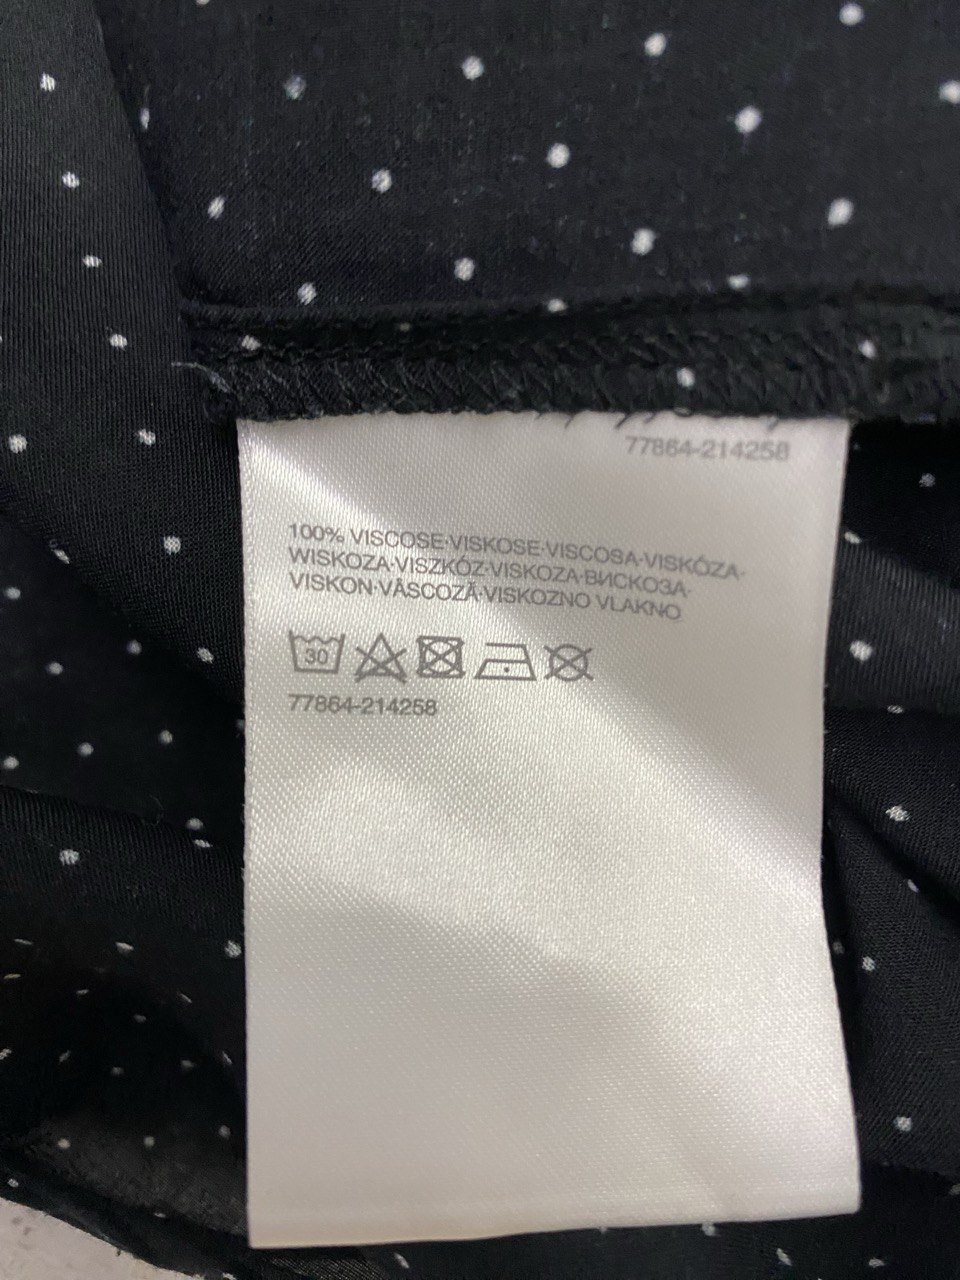 77864-214258
100% VISCOSE·VISKOSE·VISCOSA·VISKÓZA·
WISKOZA·VISZKÓZ·VISKOZA·ВИСКОЗА·
VISKON·VÂSCOZĂ·VISKOZNO VLAKNO
30
77864-214258